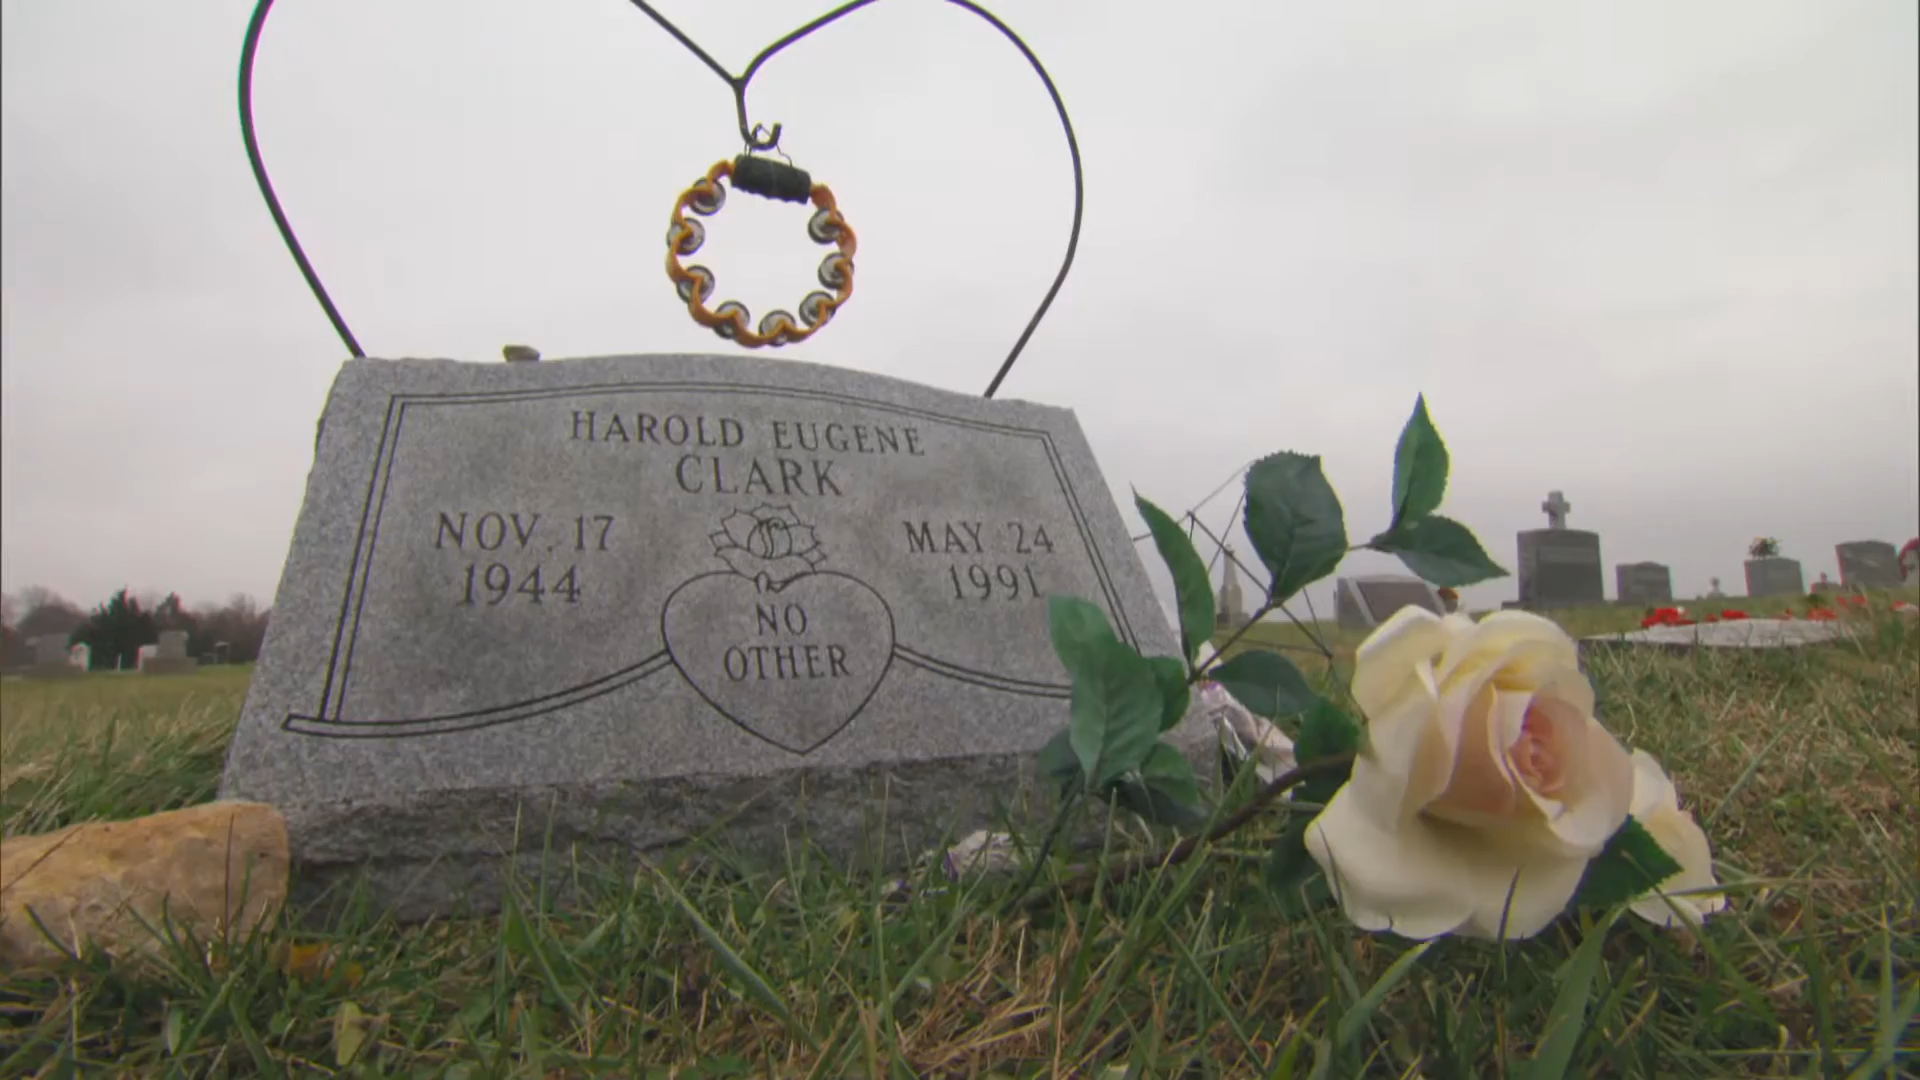 HAROLD EUGENE
CLARK
NOV. 17
1944
MAY 24
1991
NO
OTHER